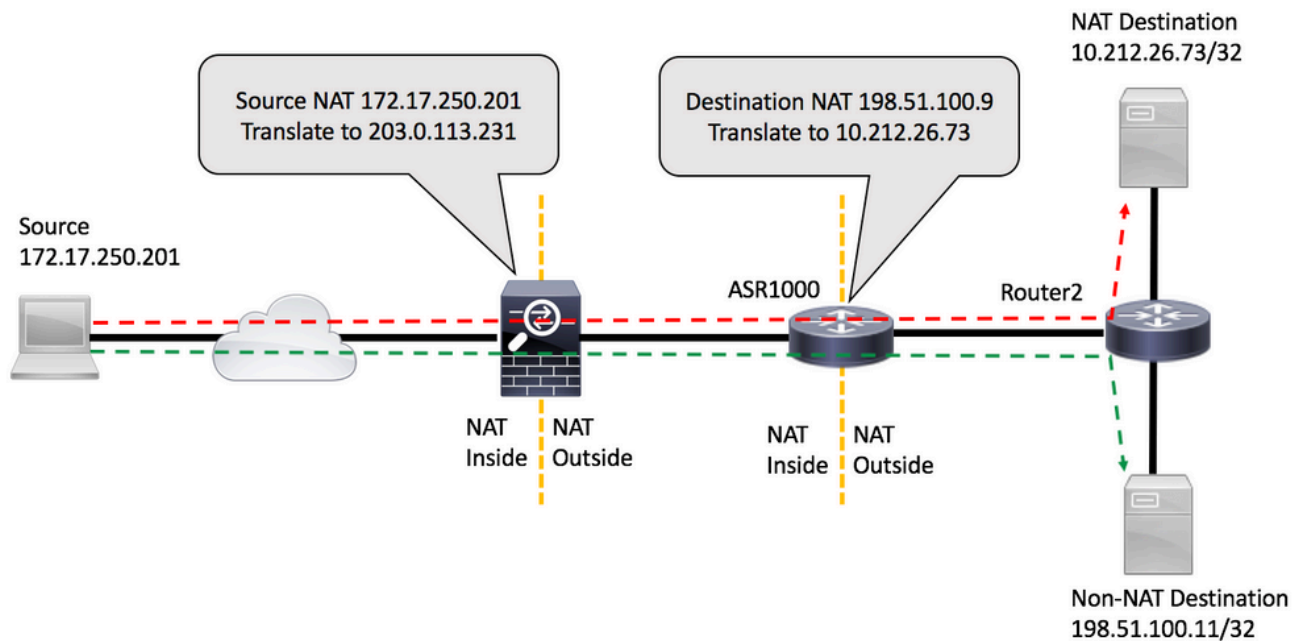 NAT Destination
10.212.26.73/32
Source NAT 172.17.250.201
Translate to 203.0.113.231
Destination NAT 198.51.100.9
Translate to 10.212.26.73
Source
172.17.250.201
ASR1000
Router2
NAT
Inside
NAT
Outside
NAT
Inside
NAT
Outside
Non-NAT Destination
198.51.100.11/32